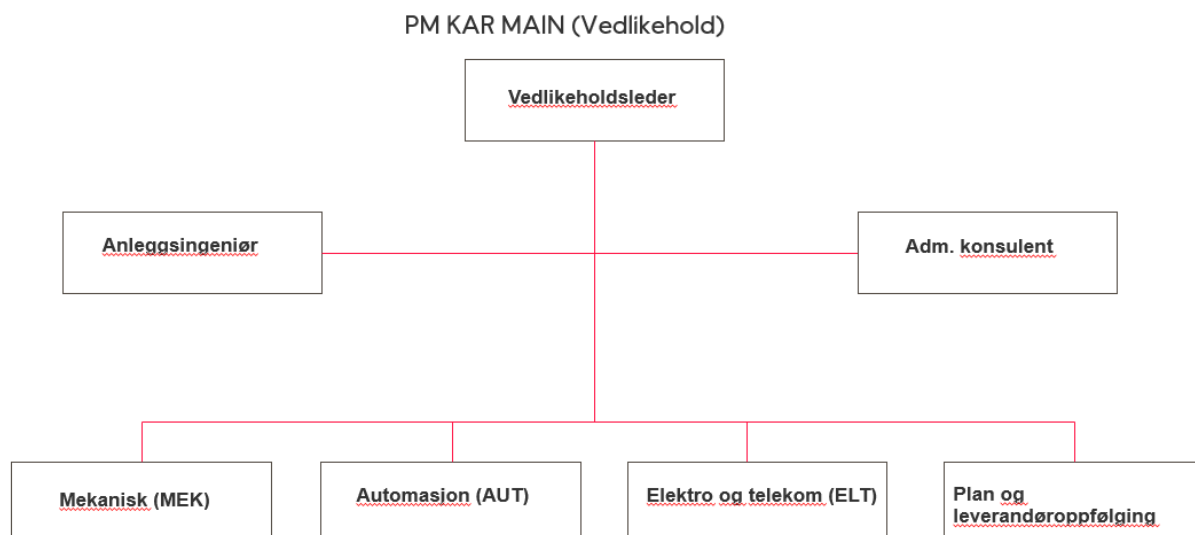 PM KAR MAIN (Vedlikehold)
Vedlikeholdsleder
Anleggsingeniør
Adm. konsulent
Mekanisk (MEK)
Automasjon (AUT)
Elektro og telekom (ELT)
Plan og
leverandøroppfølging